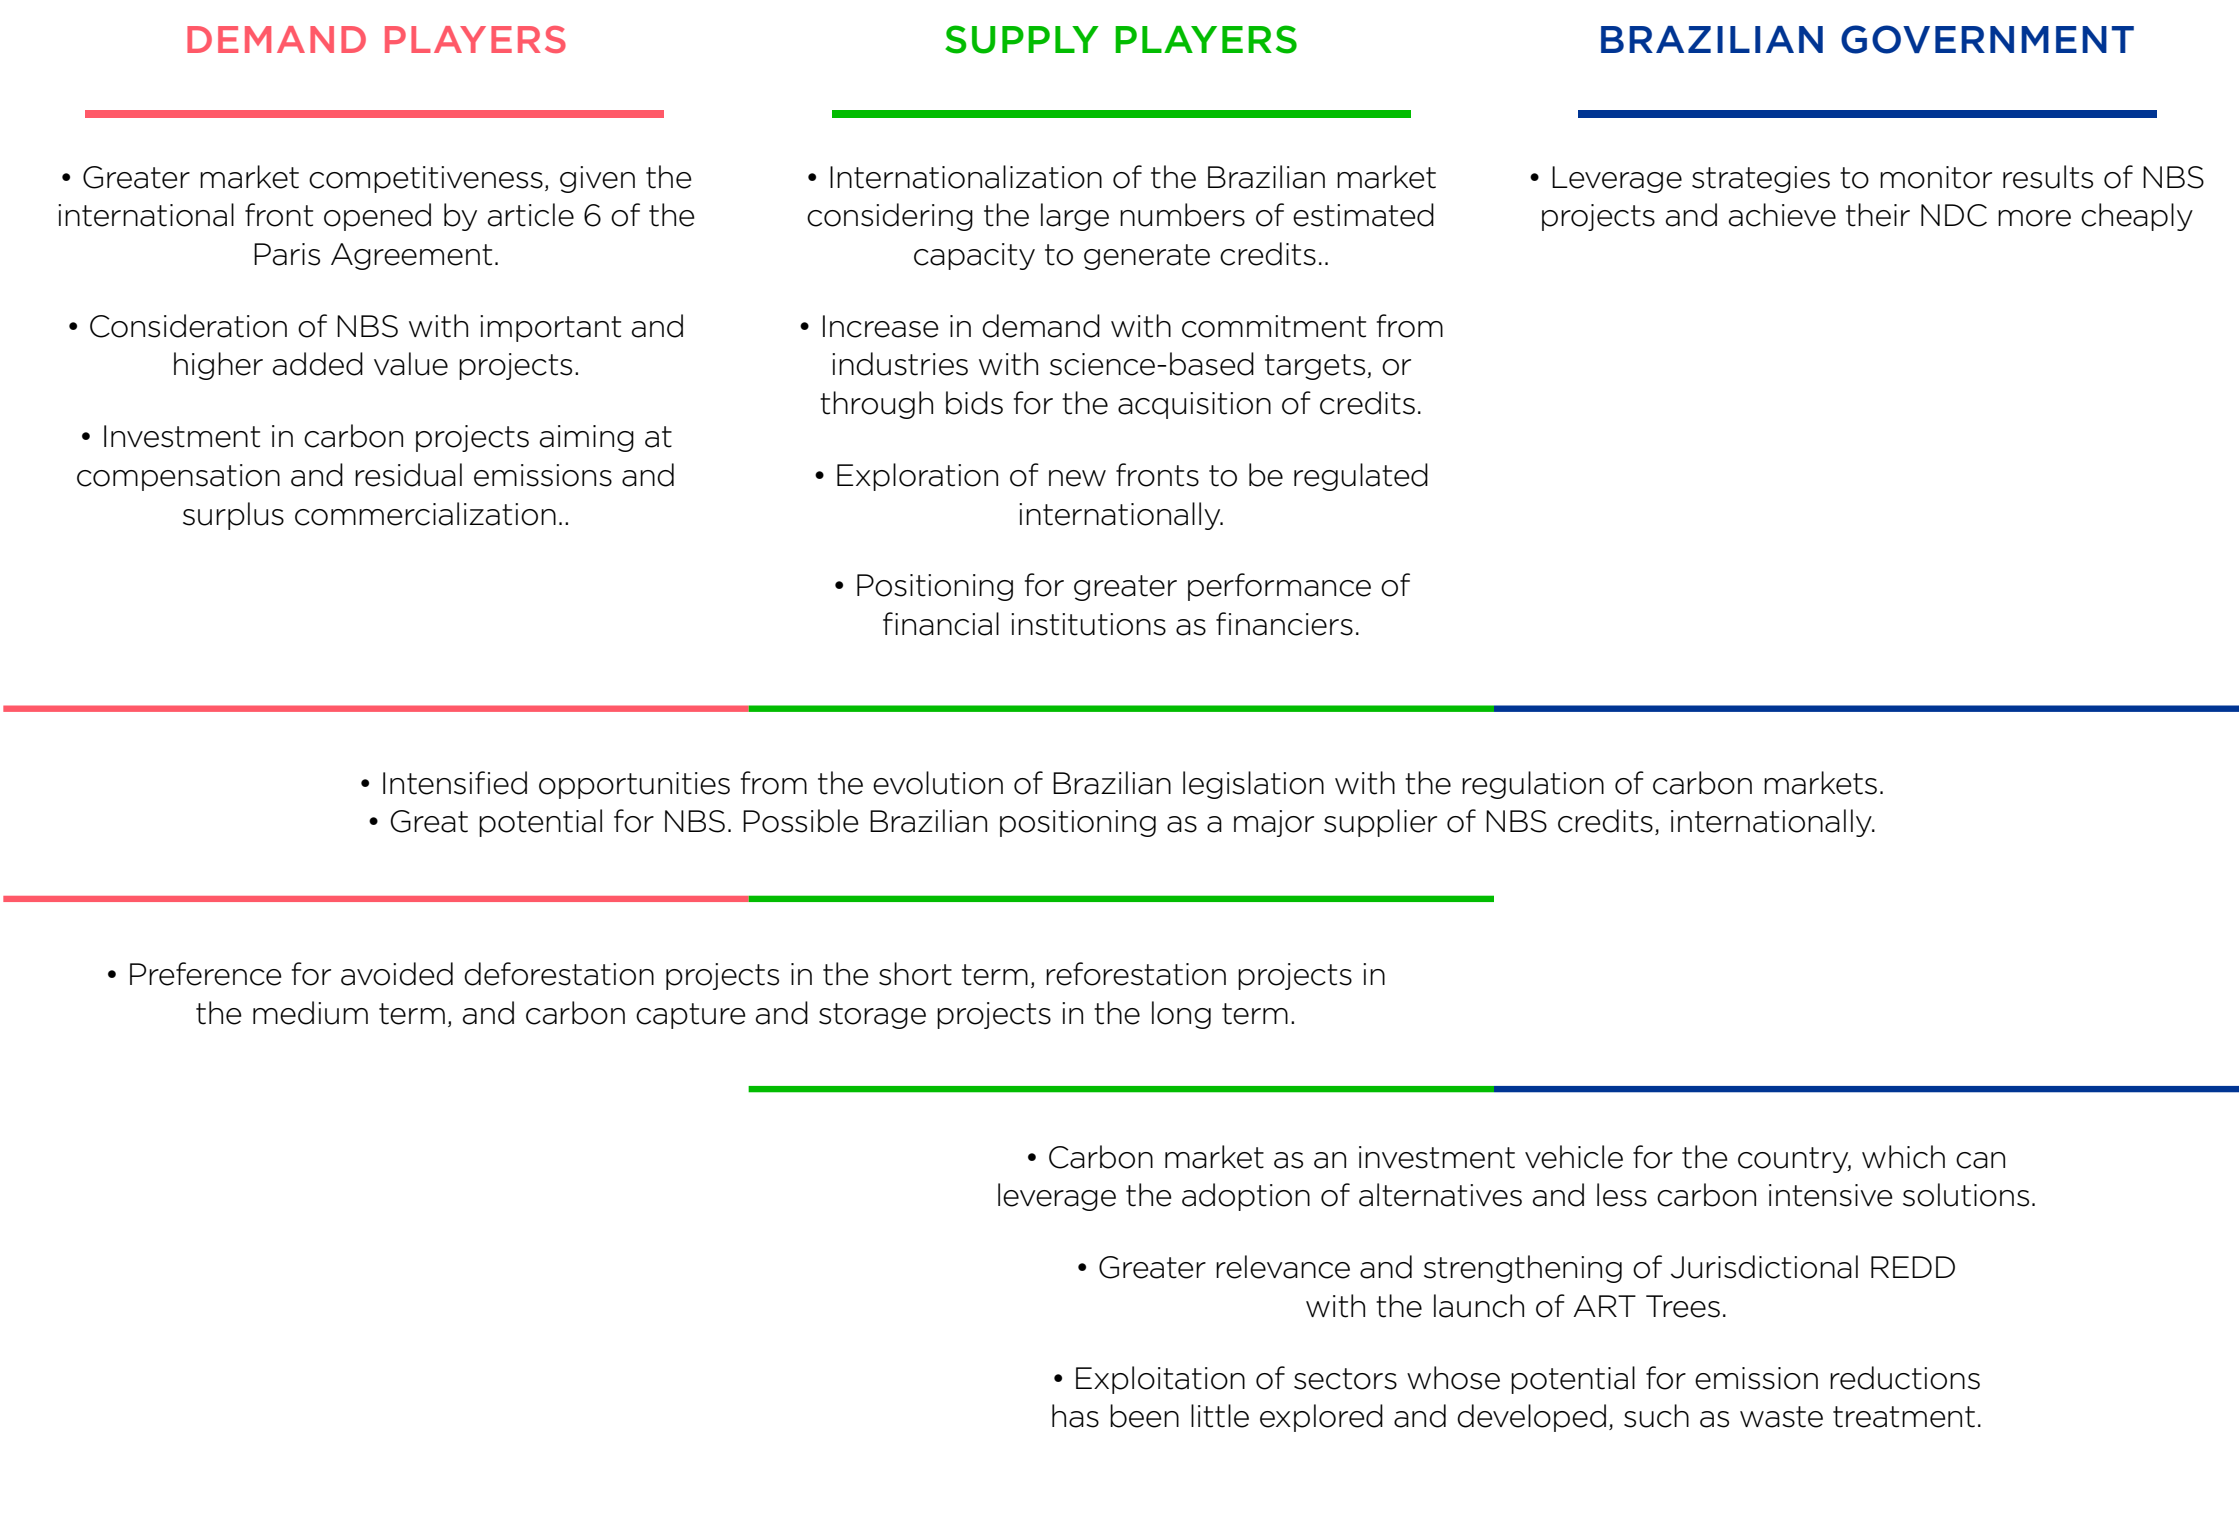 DEMAND PLAYERS
• Greater market competitiveness, given the
international front opened by article 6 of the
Paris Agreement.
• Consideration of NBS with important and
higher added value projects.
• Investment in carbon projects aiming at
compensation and residual emissions and
surplus commercialization..
SUPPLY PLAYERS
• Internationalization of the Brazilian market
considering the large numbers of estimated
capacity to generate credits..
• Increase in demand with commitment from
industries with science-based targets, or
through bids for the acquisition of credits.
• Exploration of new fronts to be regulated
internationally.
• Positioning for greater performance of
financial institutions as financiers.
BRAZILIAN GOVERNMENT
• Leverage strategies to monitor results of NBS
projects and achieve their NDC more cheaply
• Intensified opportunities from the evolution of Brazilian legislation with the regulation of carbon markets.
• Great potential for NBS. Possible Brazilian positioning as a major supplier of NBS credits, internationally.
• Preference for avoided deforestation projects in the short term, reforestation projects in
the medium term, and carbon capture and storage projects in the long term.
• Carbon market as an investment vehicle for the country, which can
leverage the adoption of alternatives and less carbon intensive solutions.
• Greater relevance and strengthening of Jurisdictional REDD
with the launch of ART Trees.
• Exploitation of sectors whose potential for emission reductions
has been little explored and developed, such as waste treatment.